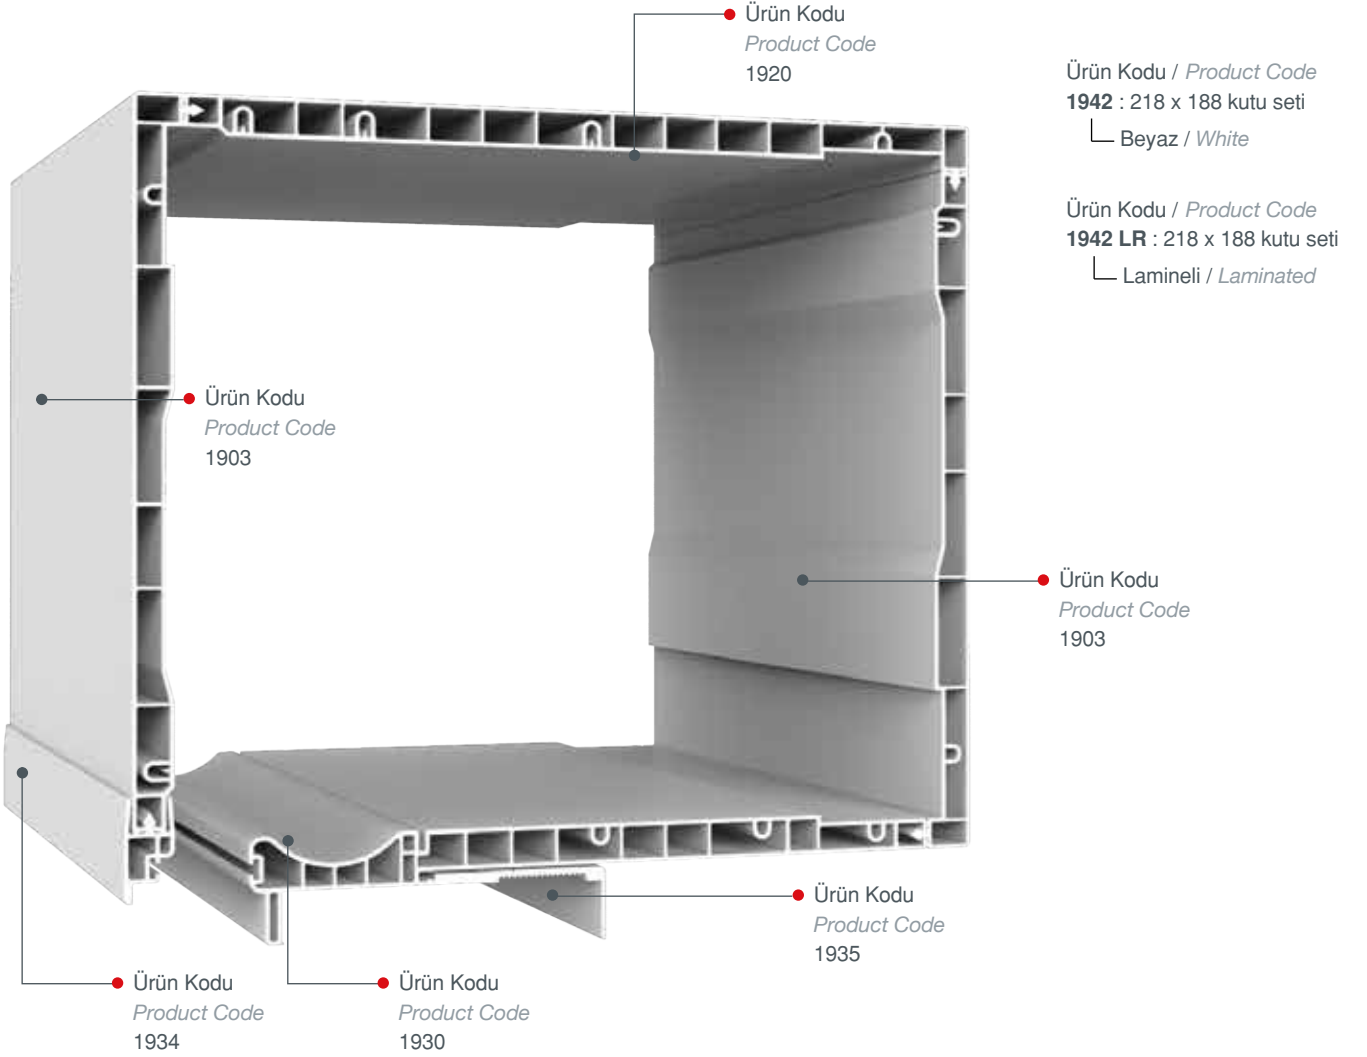 Ürün Kodu
Product Code
1920
Ürün Kodu / Product Code
1942 : 218 x 188 kutu seti
Beyaz / White
Ürün Kodu / Product Code
1942 LR : 218 x 188 kutu seti
Lamineli / Laminated
Ürün Kodu
Product Code
1903
Ürün Kodu
Product Code
1903
Ürün Kodu
Product Code
1935
Ürün Kodu
Product Code
1934
Ürün Kodu
Product Code
1930